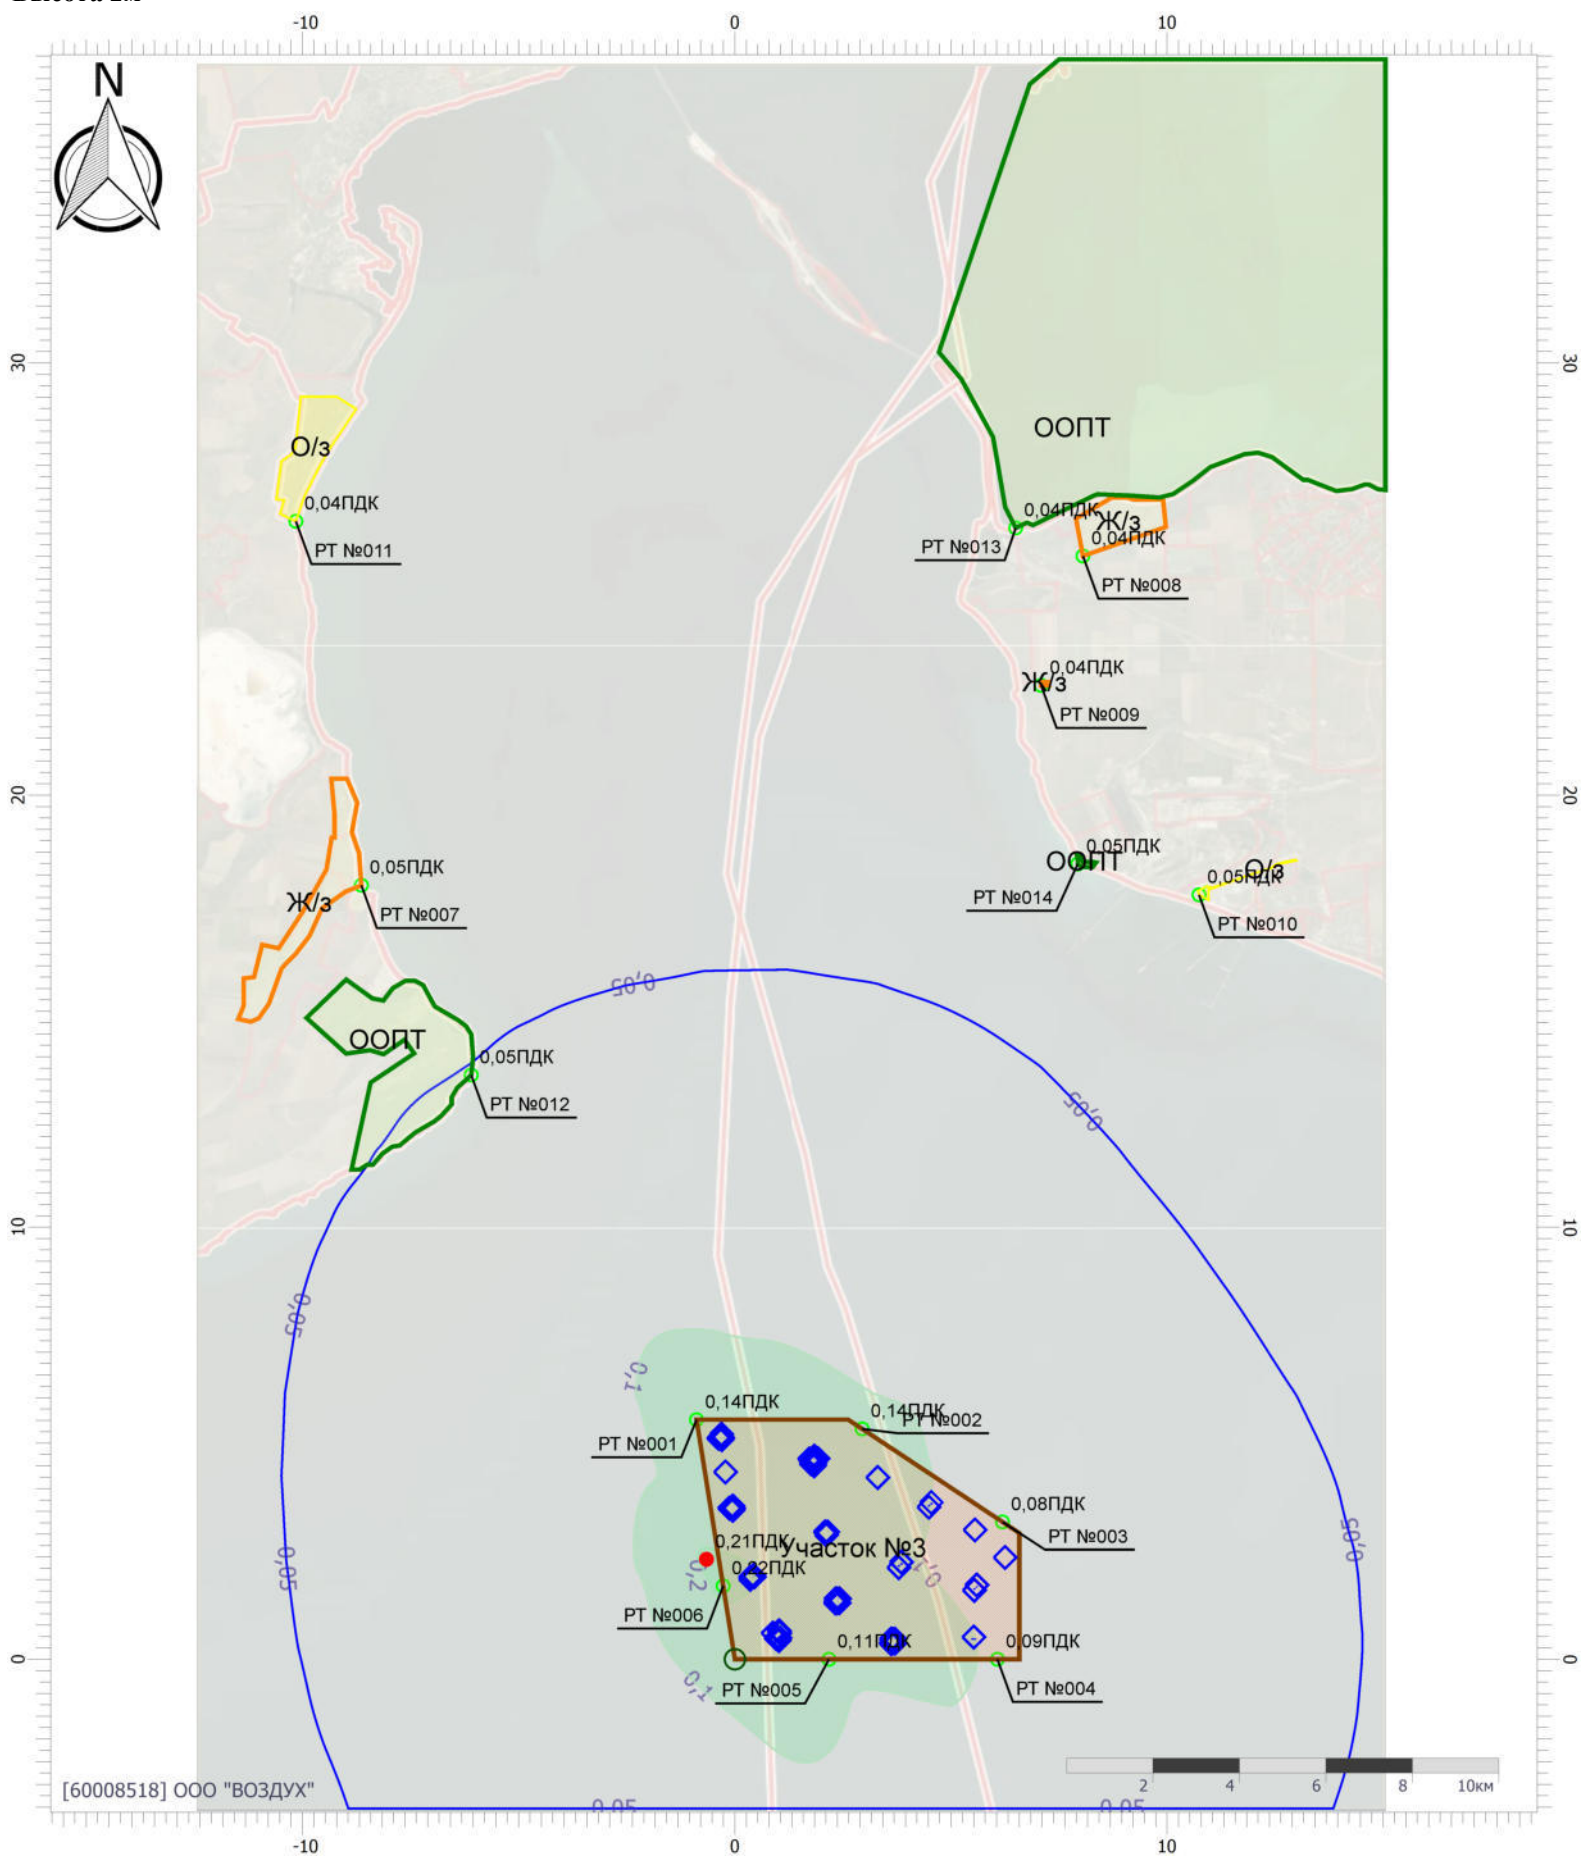 -10 0 10
N
30 30
ООПТ
О/з
0,04ПДК
РТ №011
0,04ПДК
Ж/з
РТ №013
0,04ПДК
РТ №008
0,04ПДК
Ж/з
РТ №009
20 20
0,05ПДК
ООПТ
РТ №014
О/з
0,05ПДК
РТ №010
0,05ПДК
Ж/з
РТ №007
0,05
ООПТ
0,05ПДК
РТ №012
0,05
10 10
0,05
0,1
0,14ПДК
РТ №001
0,14ПДК
РТ №002
0,08ПДК
РТ №003
0,21ПДК
Участок №3
0,05
0,2
0,22ПДК
0,1
0,05
РТ №006
0,11ПДК
0,09ПДК
0 0
0,1
РТ №005
РТ №004
[60008518] ООО "ВОЗДУХ"
2 4 6 8 10км
0,05 0,05
-10 0 10